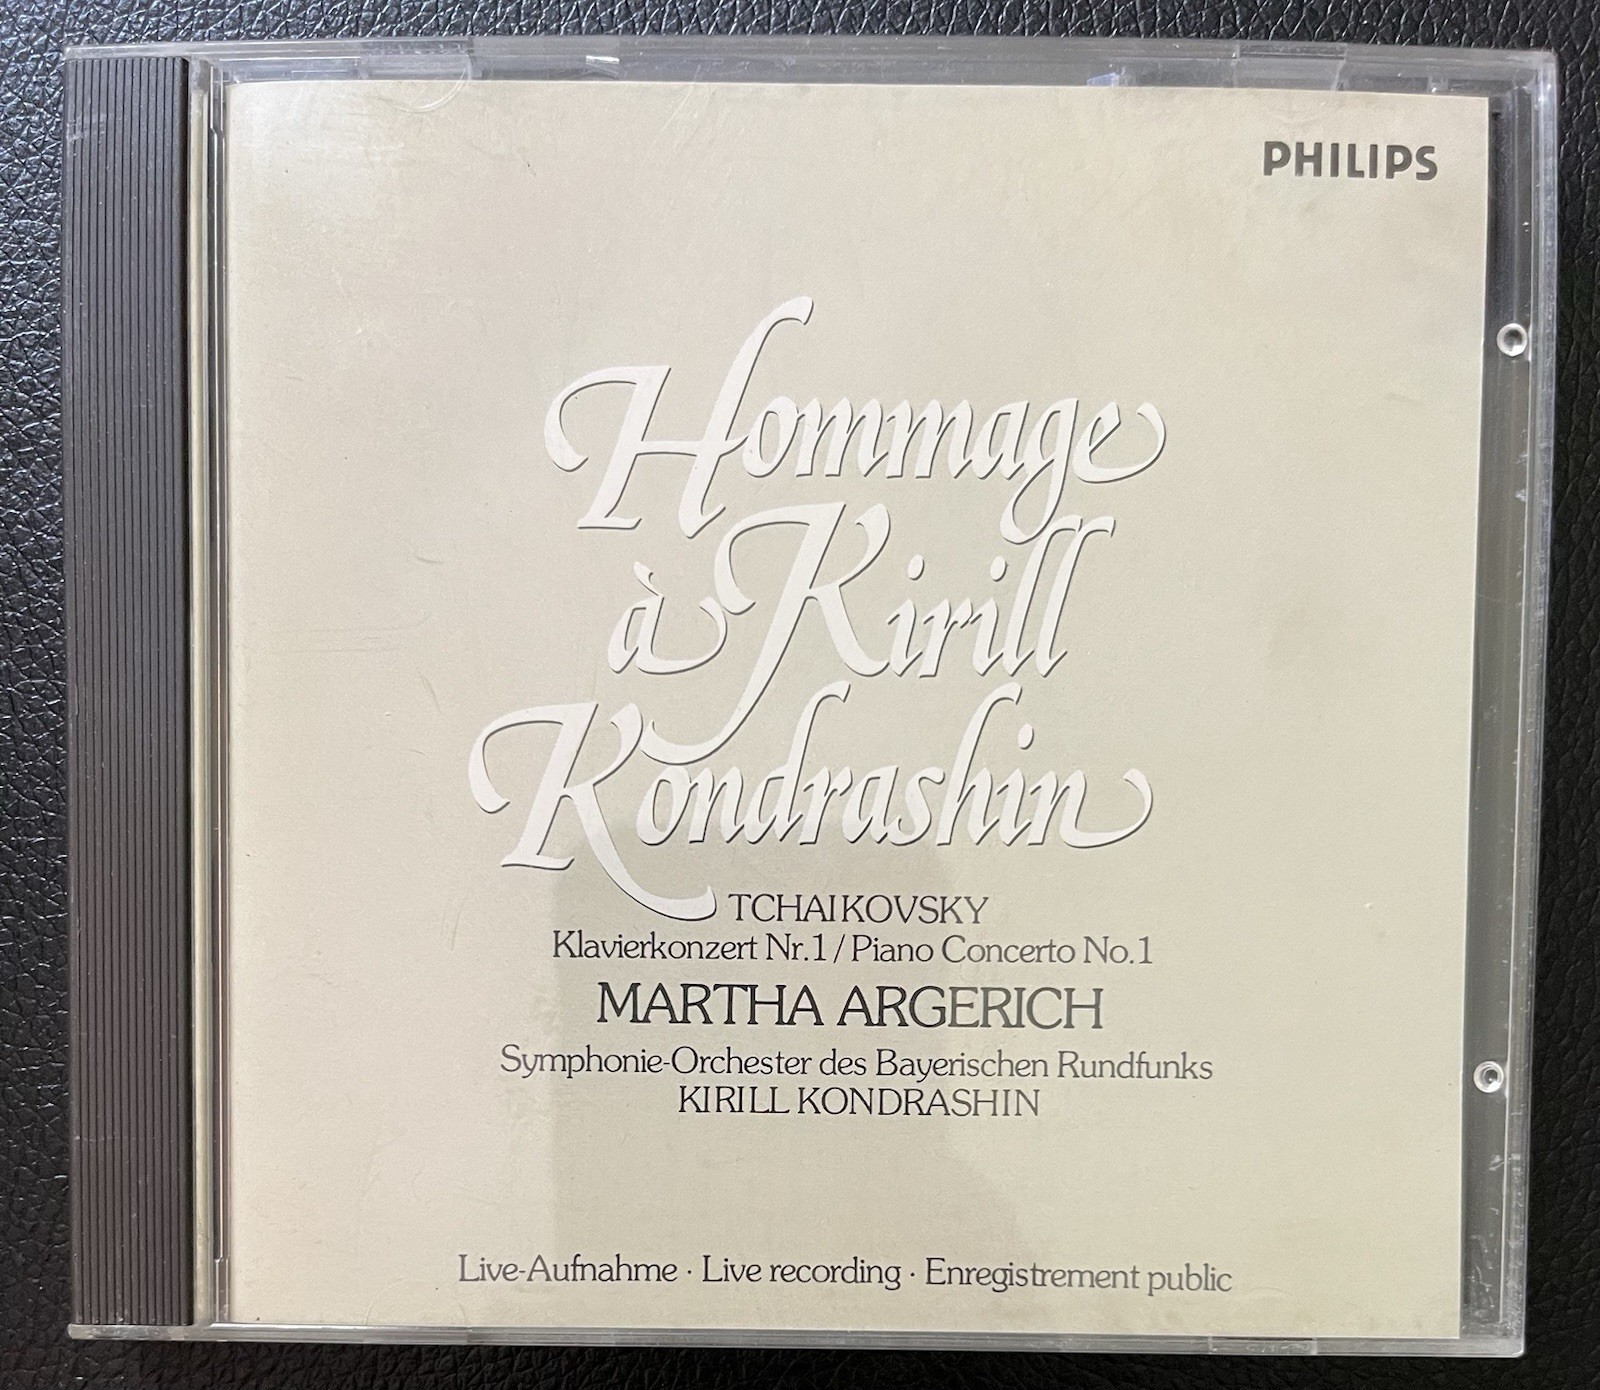 PHILIPS
Hommage
à Kirill
Kondrashin
TCHAIKOVSKY
Klavierkonzert Nr.1/Piano Concerto No.1
MARTHA ARGERICH
Symphonie-Orchester des Bayerischen Rundfunks
KIRILL KONDRASHIN
Live-Aufnahme · Live recording · Enregistrement public